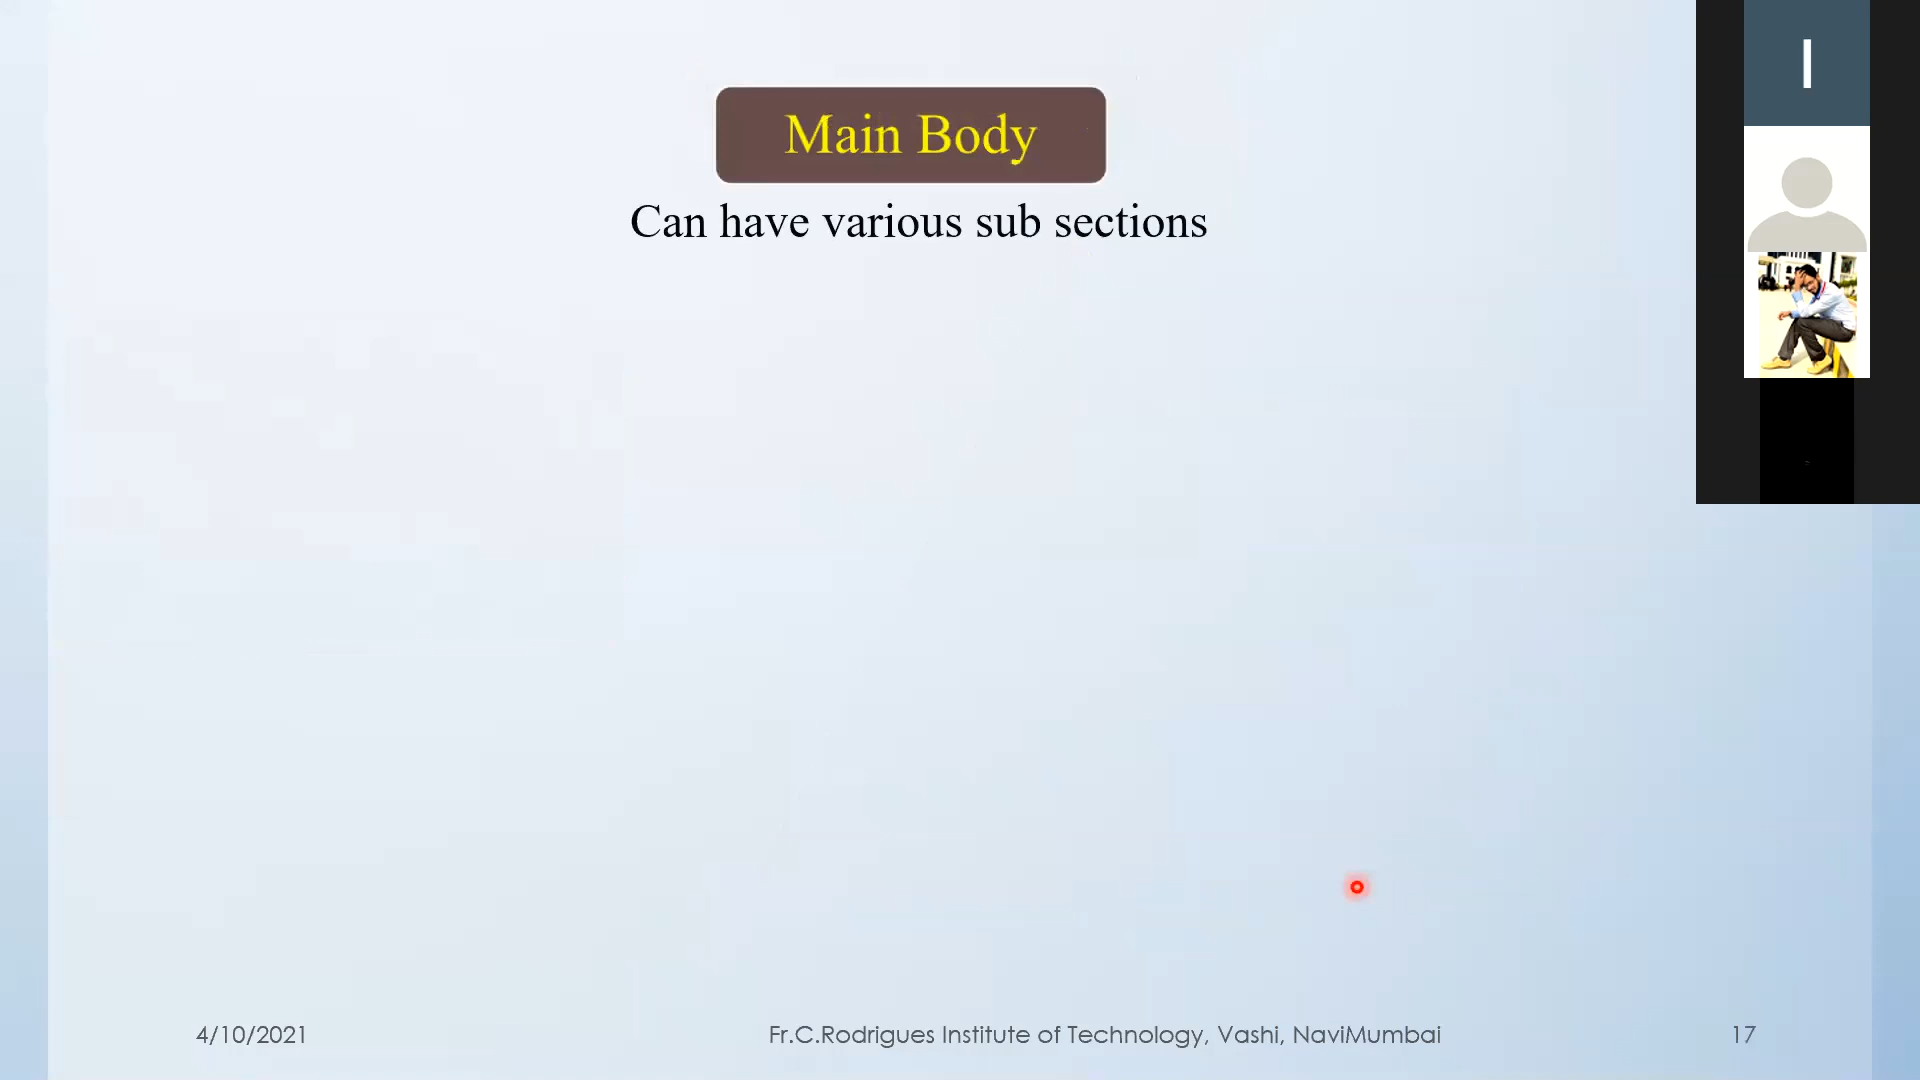 Main Body
Can have various sub sections
4/10/2021
Fr.C.Rodrigues Institute of Technology, Vashi, NaviMumbai
17